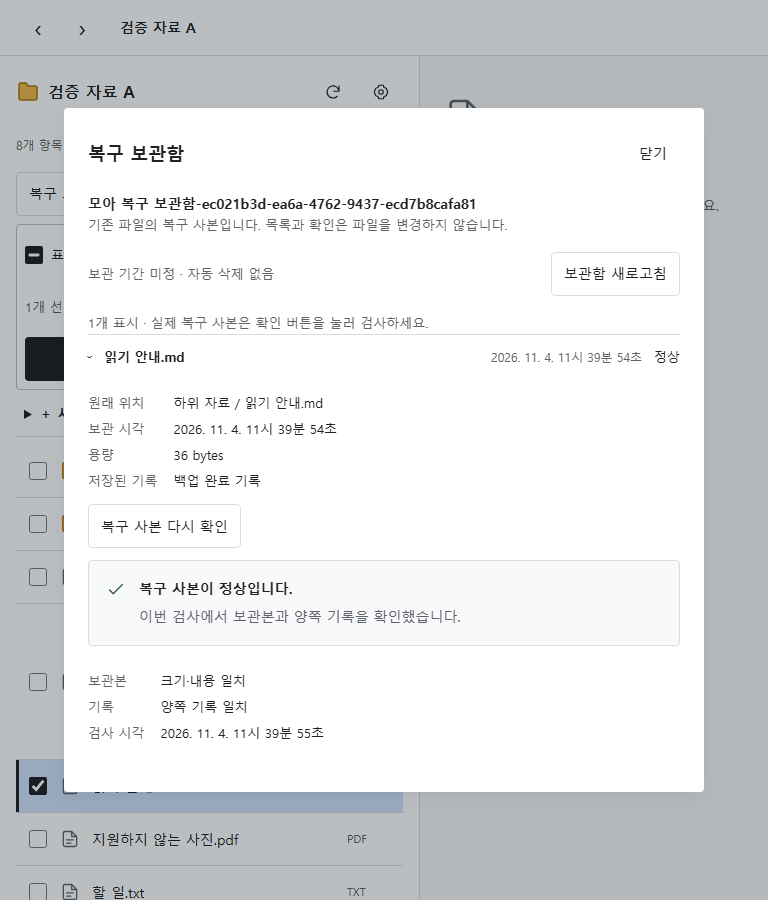 검증 자료 A
검증 자료 A
8개 항목
복구
표
1개 선
+
복구 보관함
닫기
모아 복구 보관함-ec021b3d-ea6a-4762-9437-ecd7b8cafa81
기존 파일의 복구 사본입니다. 목록과 확인은 파일을 변경하지 않습니다.
요.
보관 기간 미정 · 자동 삭제 없음
보관함 새로고침
1개 표시 · 실제 복구 사본은 확인 버튼을 눌러 검사하세요.
읽기 안내.md
2026. 11. 4. 11시 39분 54초 정상
원래 위치 하위 자료 / 읽기 안내.md
보관 시각 2026. 11. 4. 11시 39분 54초
용량 36 bytes
저장된 기록 백업 완료 기록
복구 사본 다시 확인
복구 사본이 정상입니다.
이번 검사에서 보관본과 양쪽 기록을 확인했습니다.
보관본 크기·내용 일치
기록 양쪽 기록 일치
검사 시각 2026. 11. 4. 11시 39분 55초
지원하지 않는 사진.pdf PDF
할 일.txt TXT